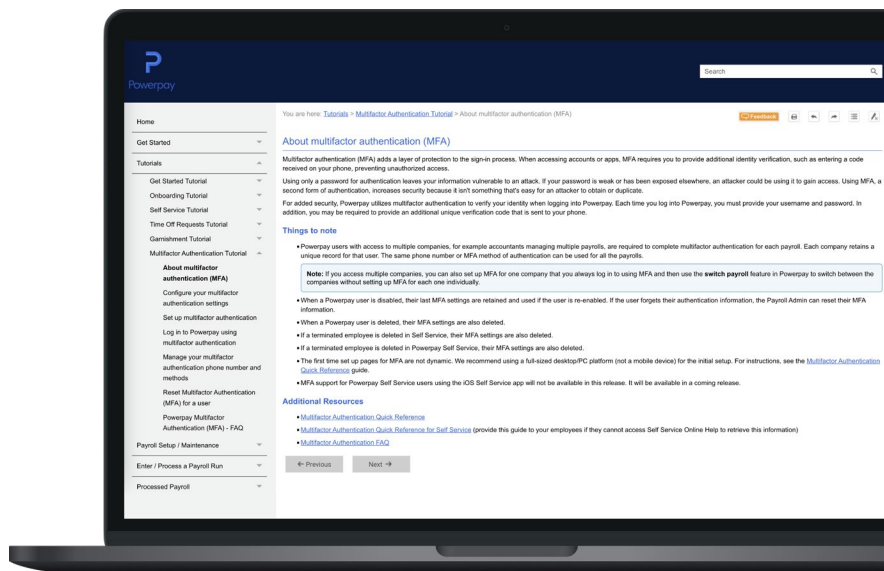 Powerpay
Search
Home
Get Started
Tutorials
Get Started Tutorial
Onboarding Tutorial
Self Service Tutorial
Time Off Requests Tutorial
Garnishment Tutorial
Multifactor Authentication Tutorial
About multifactor
authentication (MFA)
Configure your multifactor
authentication settings
Set up multifactor authentication
Log in to Powerpay using
multifactor authentication
Manage your multifactor
authentication phone number and
methods
Reset Multifactor Authentication
(MFA) for a user
Powerpay Multifactor
Authentication (MFA) - FAQ
Payroll Setup / Maintenance
Enter / Process a Payroll Run
Processed Payroll
You are here: Tutorials > Multifactor Authentication Tutorial > About multifactor authentication (MFA)
Feedback
About multifactor authentication (MFA)
Multifactor authentication (MFA) adds a layer of protection to the sign-in process. When accessing accounts or apps, MFA requires you to provide additional identity verification, such as entering a code
received on your phone, preventing unauthorized access.
Using only a password for authentication leaves your information vulnerable to an attack. If your password is weak or has been exposed elsewhere, an attacker could be using it to gain access. Using MFA, a
second form of authentication, increases security because it isn't something that's easy for an attacker to obtain or duplicate.
For added security, Powerpay utilizes multifactor authentication to verify your identity when logging into Powerpay. Each time you log into Powerpay, you must provide your username and password. In
addition, you may be required to provide an additional unique verification code that is sent to your phone.
Things to note
▪ Powerpay users with access to multiple companies, for example accountants managing multiple payrolls, are required to complete multifactor authentication for each payroll. Each company retains a
unique record for that user. The same phone number or MFA method of authentication can be used for all the payrolls.
Note: If you access multiple companies, you can also set up MFA for one company that you always log in to using MFA and then use the switch payroll feature in Powerpay to switch between the
companies without setting up MFA for each one individually.
▪ When a Powerpay user is disabled, their last MFA settings are retained and used if the user is re-enabled. If the user forgets their authentication information, the Payroll Admin can reset their MFA
information.
▪ When a Powerpay user is deleted, their MFA settings are also deleted.
▪ If a terminated employee is deleted in Self Service, their MFA settings are also deleted.
▪ If a terminated employee is deleted in Powerpay Self Service, their MFA settings are also deleted.
▪ The first time set up pages for MFA are not dynamic. We recommend using a full-sized desktop/PC platform (not a mobile device) for the initial setup. For instructions, see the Multifactor Authentication
Quick Reference guide.
▪ MFA support for Powerpay Self Service users using the iOS Self Service app will not be available in this release. It will be available in a coming release.
Additional Resources
▪ Multifactor Authentication Quick Reference
▪ Multifactor Authentication Quick Reference for Self Service (provide this guide to your employees if they cannot access Self Service Online Help to retrieve this information)
▪ Multifactor Authentication FAQ
← Previous
Next →